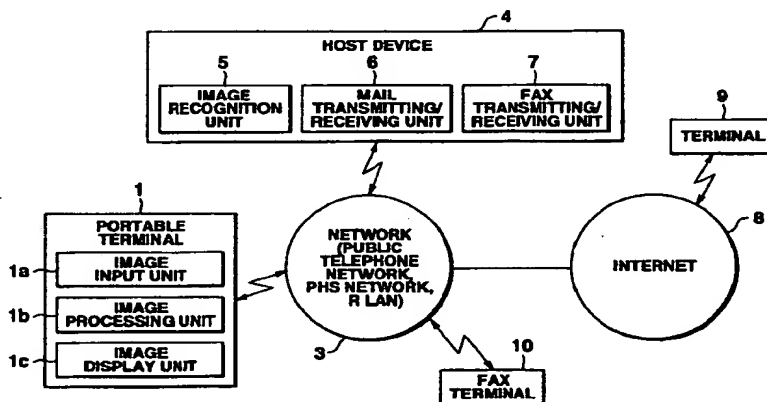 4
HOST DEVICE
5
6
7
IMAGE
RECOGNITION
UNIT
MAIL
TRANSMITTING/
RECEIVING UNIT
FAX
TRANSMITTING/
RECEIVING UNIT
9
TERMINAL
1
PORTABLE
TERMINAL
1a
IMAGE
INPUT UNIT
1b
IMAGE
PROCESSING UNIT
1c
IMAGE
DISPLAY UNIT
NETWORK
(PUBLIC
TELEPHONE
NETWORK,
PHS NETWORK,
R LAN)
3
INTERNET
8
10
FAX
TERMINAL